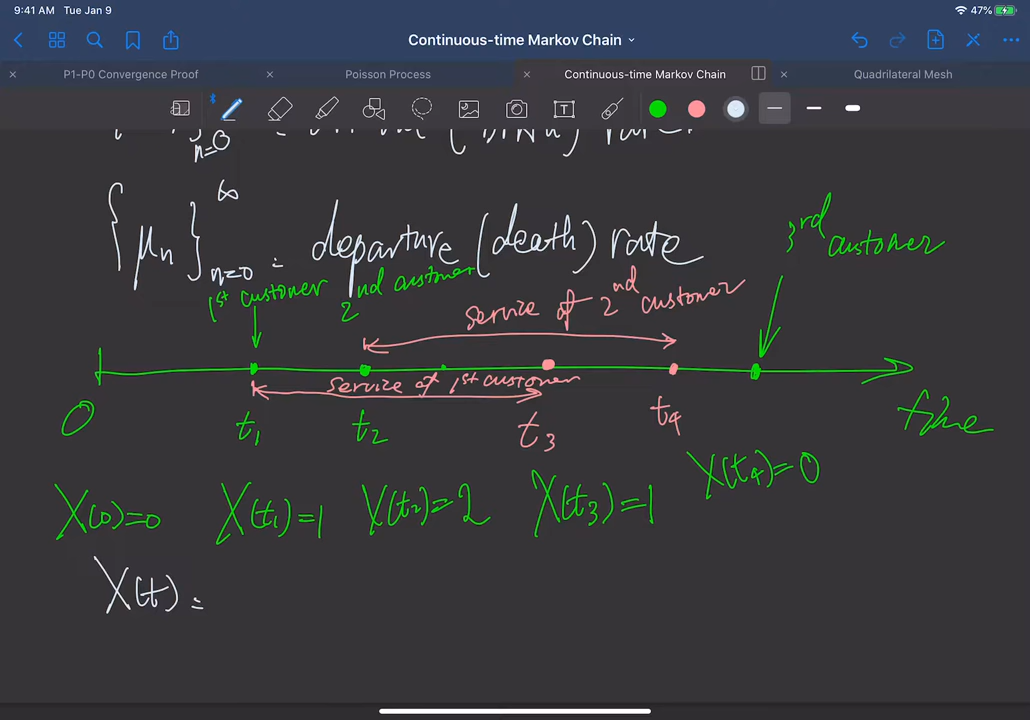 9:41 AM Tue Jan 9
47%
Continuous-time Markov Chain
P1-P0 Convergence Proof
Poisson Process
Continuous-time Markov Chain
Quadrilateral Mesh
n=0
{μn}∞n=0 = departure (death) rate
3rd customer
1st customer
2nd customer
service of 2nd customer
service of 1st customer
0 t1 t2 t3 t4 time
X(0)=0 X(t1)=1 X(t2)=2 X(t3)=1 X(t4)=0
X(t) =